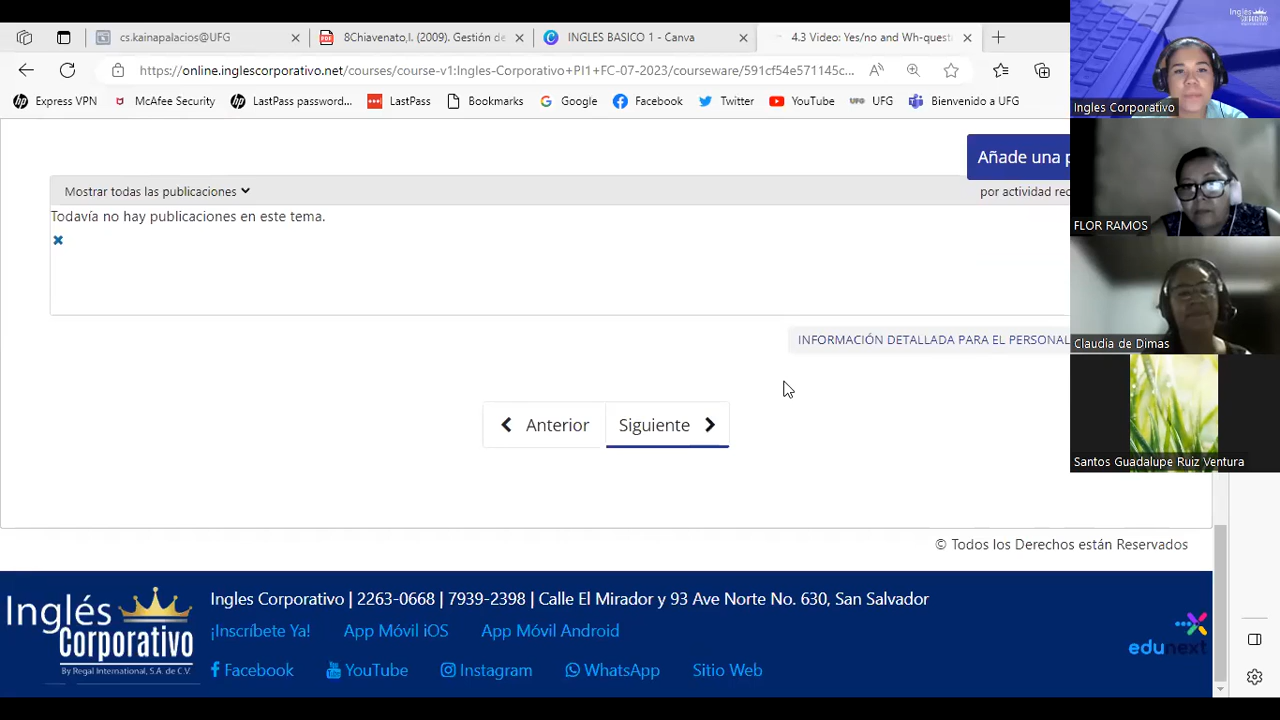 cs.kainapalacios@UFG
8Chiavenato,I. (2009). Gestión de
INGLES BASICO 1 - Canva
4.3 Video: Yes/no and Wh-quest
https://online.inglescorporativo.net/courses/course-v1:Ingles-Corporativo+PI1+FC-07-2023/courseware/591cf54e571145c...
Express VPN
McAfee Security
LastPass password...
LastPass
Bookmarks
Google
Facebook
Twitter
YouTube
UFG
Bienvenido a UFG
Añade una p
Mostrar todas las publicaciones
por actividad rec
Todavía no hay publicaciones en este tema.
INFORMACIÓN DETALLADA PARA EL PERSONAL
Anterior
Siguiente
© Todos los Derechos están Reservados
Inglés
Corporativo
By Regal International, S.A. de C.V.
Ingles Corporativo | 2263-0668 | 7939-2398 | Calle El Mirador y 93 Ave Norte No. 630, San Salvador
¡Inscríbete Ya!
App Móvil iOS
App Móvil Android
Facebook
YouTube
Instagram
WhatsApp
Sitio Web
edunext
Inglés
Corporativo
Ingles Corporativo
FLOR RAMOS
Claudia de Dimas
Santos Guadalupe Ruiz Ventura